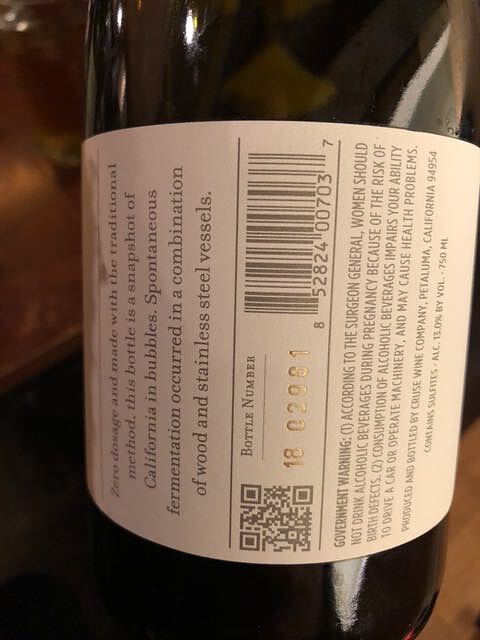 Zero dosage and made with the traditional
method, this bottle is a snapshot of
California in bubbles. Spontaneous
fermentation occurred in a combination
of wood and stainless steel vessels.
BOTTLE NUMBER
18 02981
8 52824 00703 7
GOVERNMENT WARNING: (1) ACCORDING TO THE SURGEON GENERAL, WOMEN SHOULD
NOT DRINK ALCOHOLIC BEVERAGES DURING PREGNANCY BECAUSE OF THE RISK OF
BIRTH DEFECTS. (2) CONSUMPTION OF ALCOHOLIC BEVERAGES IMPAIRS YOUR ABILITY
TO DRIVE A CAR OR OPERATE MACHINERY, AND MAY CAUSE HEALTH PROBLEMS.
PRODUCED AND BOTTLED BY CRUSE WINE COMPANY, PETALUMA, CALIFORNIA 94954
CONTAINS SULFITES · ALC. 13.0% BY VOL. · 750 ML